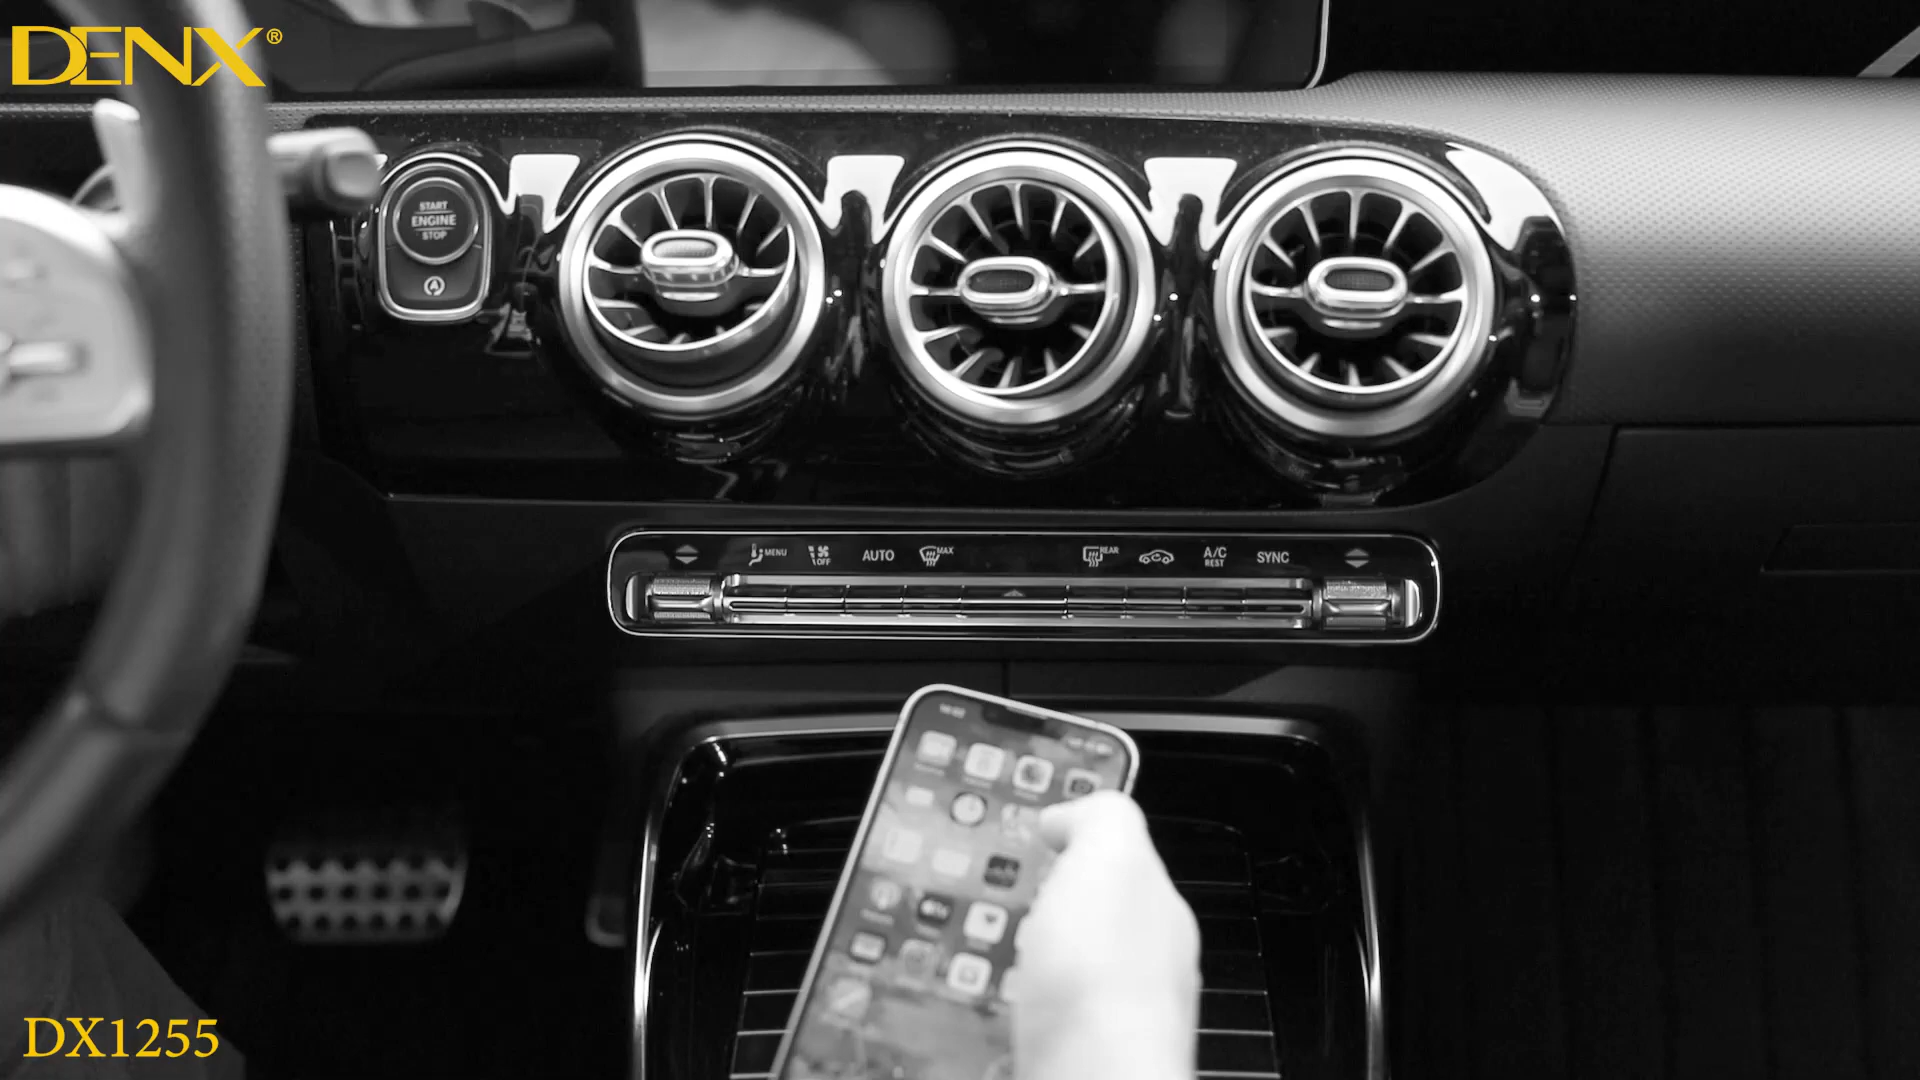 DENX®
START
ENGINE
STOP
A
MENU
OFF
AUTO
MAX
REAR
A/C
REST
SYNC
DX1255